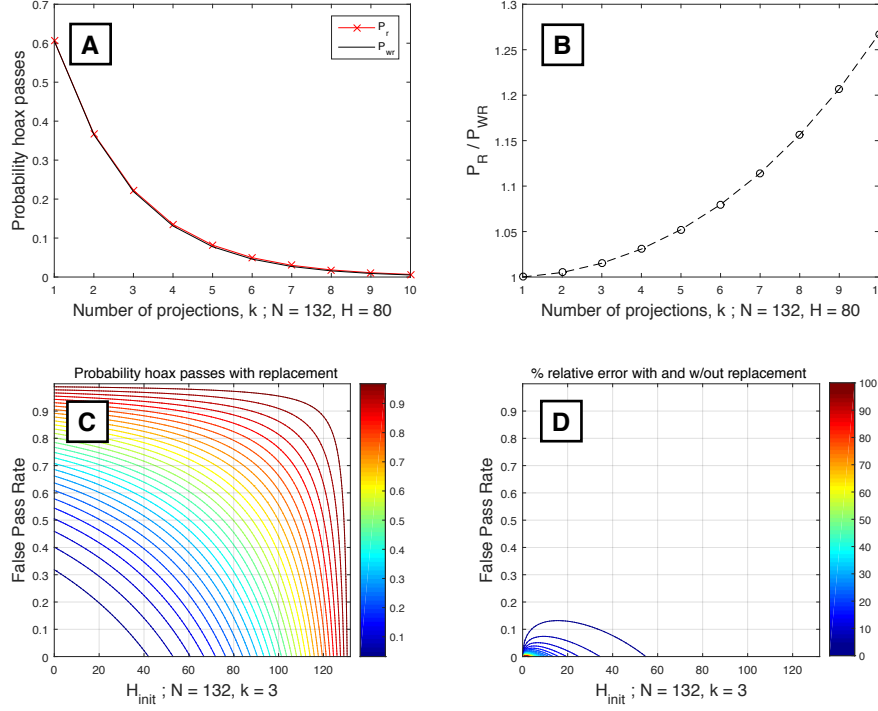 A
P_r
P_wr
Probability hoax passes
0.7
0.6
0.5
0.4
0.3
0.2
0.1
0
1 2 3 4 5 6 7 8 9 10
Number of projections, k ; N = 132, H = 80
B
P_R / P_WR
1.3
1.25
1.2
1.15
1.1
1.05
1
1 2 3 4 5 6 7 8 9 1
Number of projections, k ; N = 132, H = 80
Probability hoax passes with replacement
C
False Pass Rate
0.9
0.8
0.7
0.6
0.5
0.4
0.3
0.2
0.1
0
0 20 40 60 80 100 120
H_init ; N = 132, k = 3
0.9
0.8
0.7
0.6
0.5
0.4
0.3
0.2
0.1
% relative error with and w/out replacement
D
False Pass Rate
0.9
0.8
0.7
0.6
0.5
0.4
0.3
0.2
0.1
0
0 20 40 60 80 100 120
H_init ; N = 132, k = 3
100
90
80
70
60
50
40
30
20
10
0